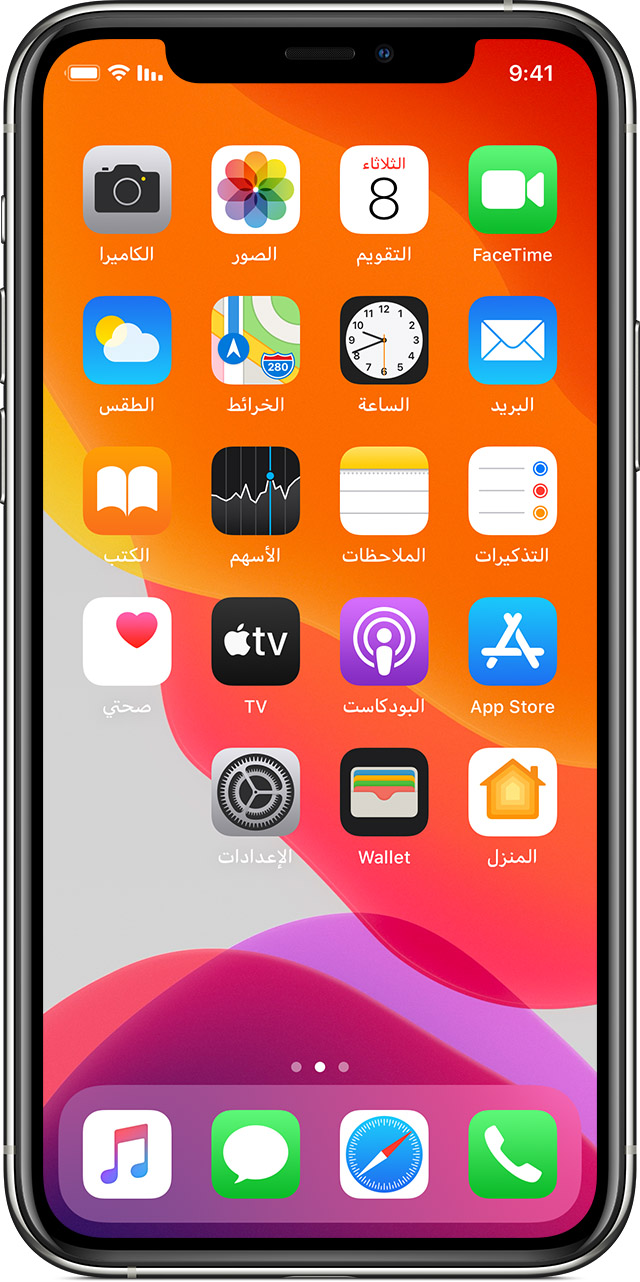 9:41
FaceTime
الثلاثاء
8
التقويم
الصور
الكاميرا
البريد
12
1
2
3
4
5
6
7
8
9
10
11
الساعة
280
الخرائط
الطقس
التذكيرات
الملاحظات
الأسهم
الكتب
App Store
البودكاست
tv
TV
صحتي
المنزل
Wallet
الإعدادات